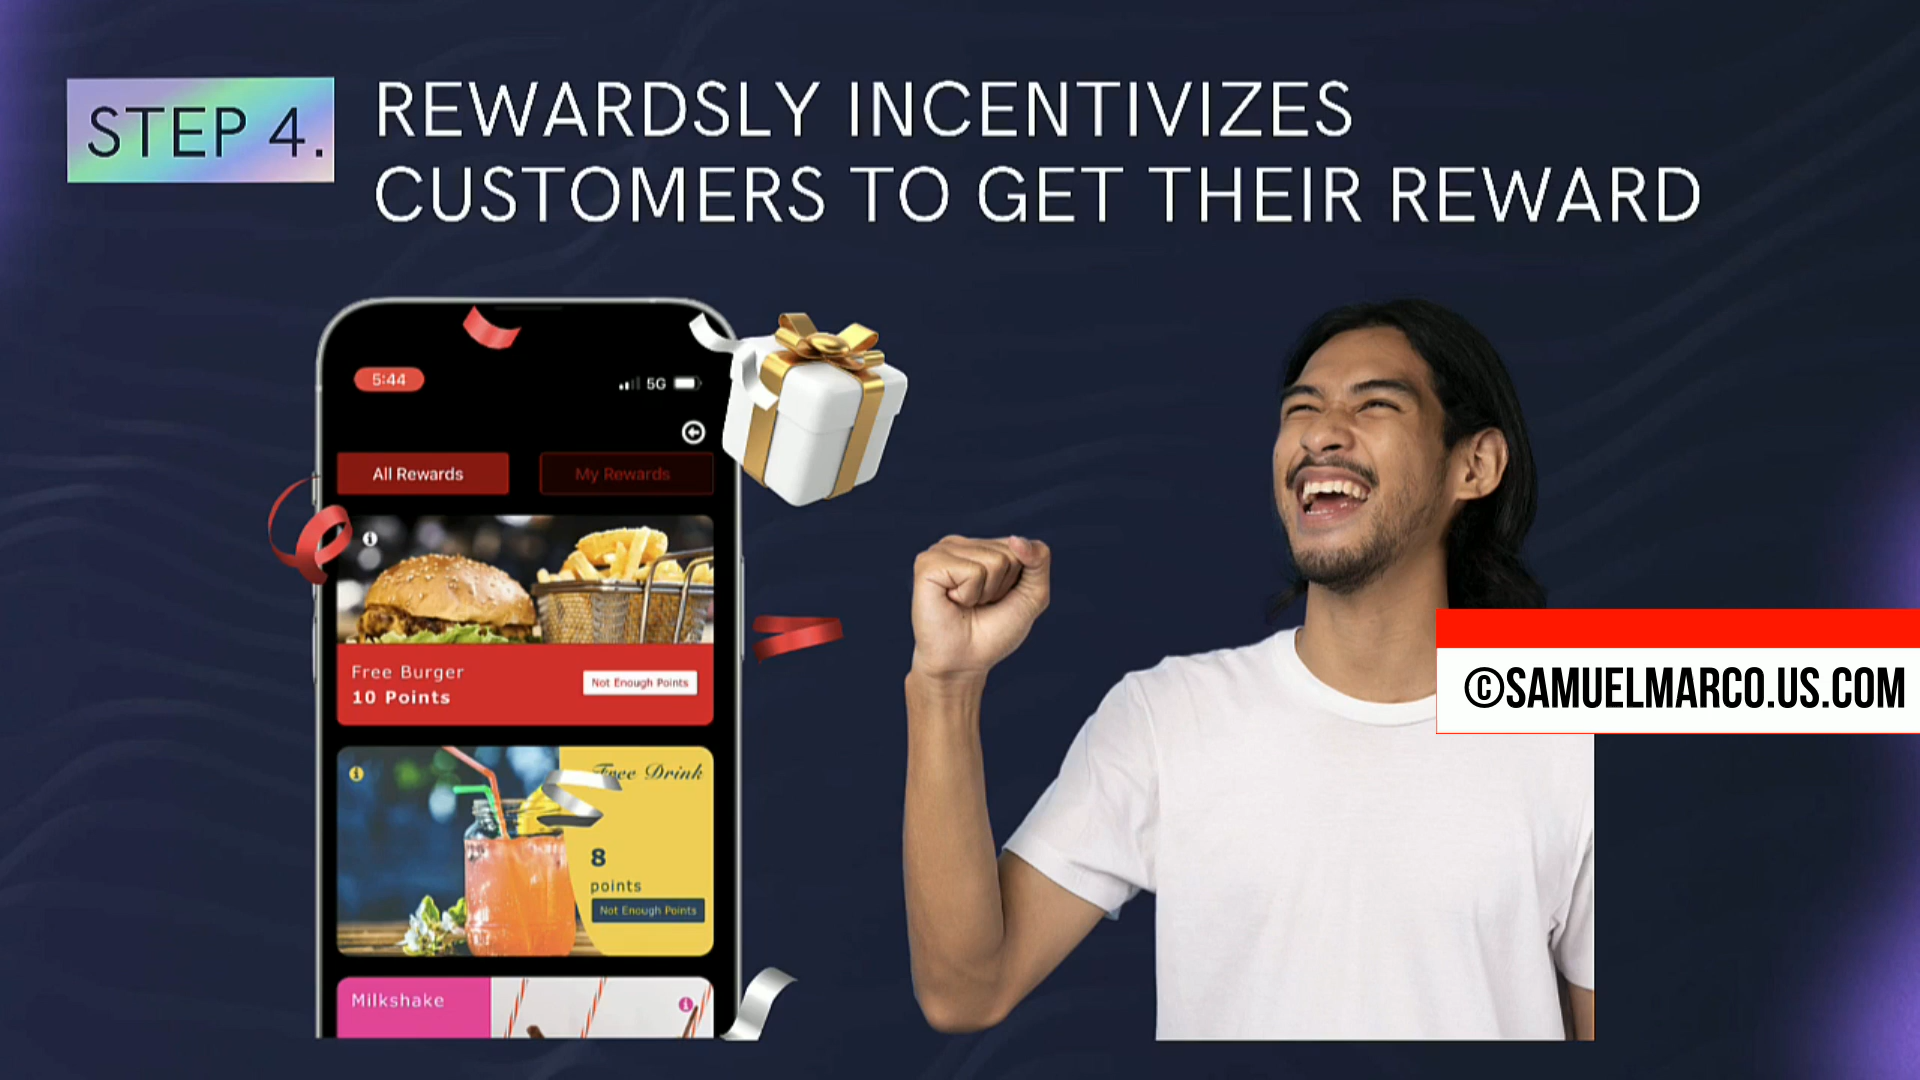 STEP 4.
REWARDSLY INCENTIVIZES
CUSTOMERS TO GET THEIR REWARD
5:44
5G
All Rewards
My Rewards
Free Burger
10 Points
Not Enough Points
Free Drink
8
points
Not Enough Points
Milkshake
©SAMUELMARCO.US.COM